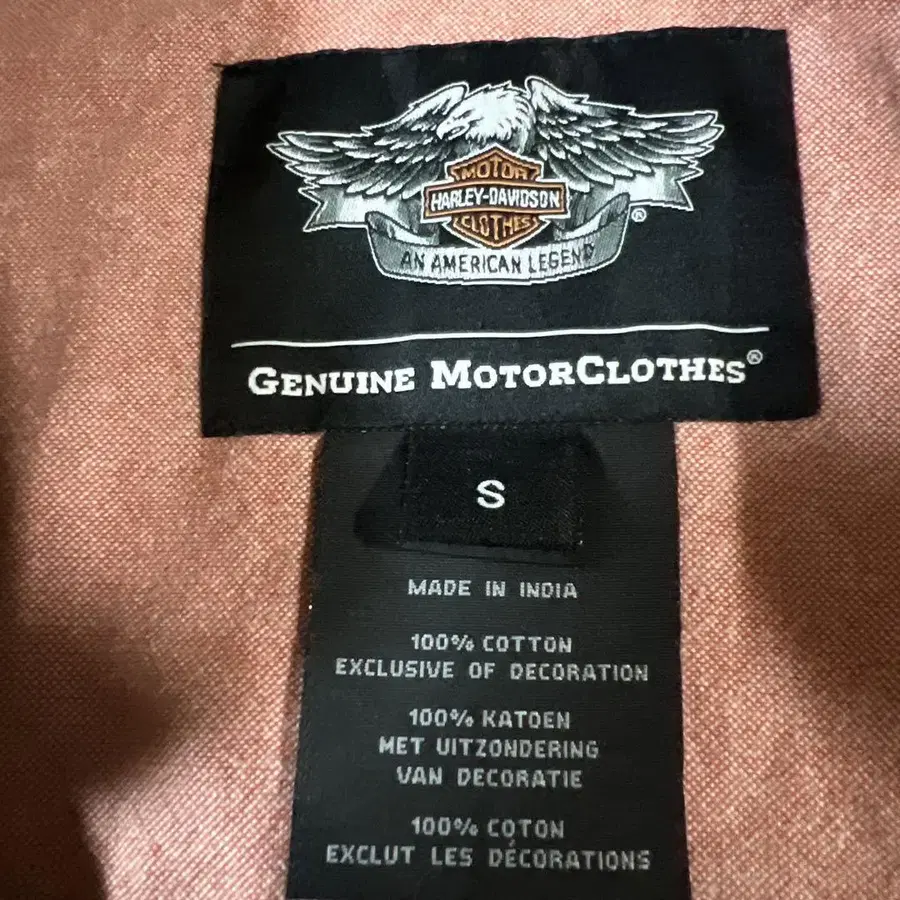 MOTOR
HARLEY-DAVIDSON
CLOTHES
®
AN AMERICAN LEGEND
GENUINE MOTORCLOTHES®
S
MADE IN INDIA
100% COTTON
EXCLUSIVE OF DECORATION
100% KATOEN
MET UITZONDERING
VAN DECORATIE
100% COTON
EXCLUT LES DÉCORATIONS